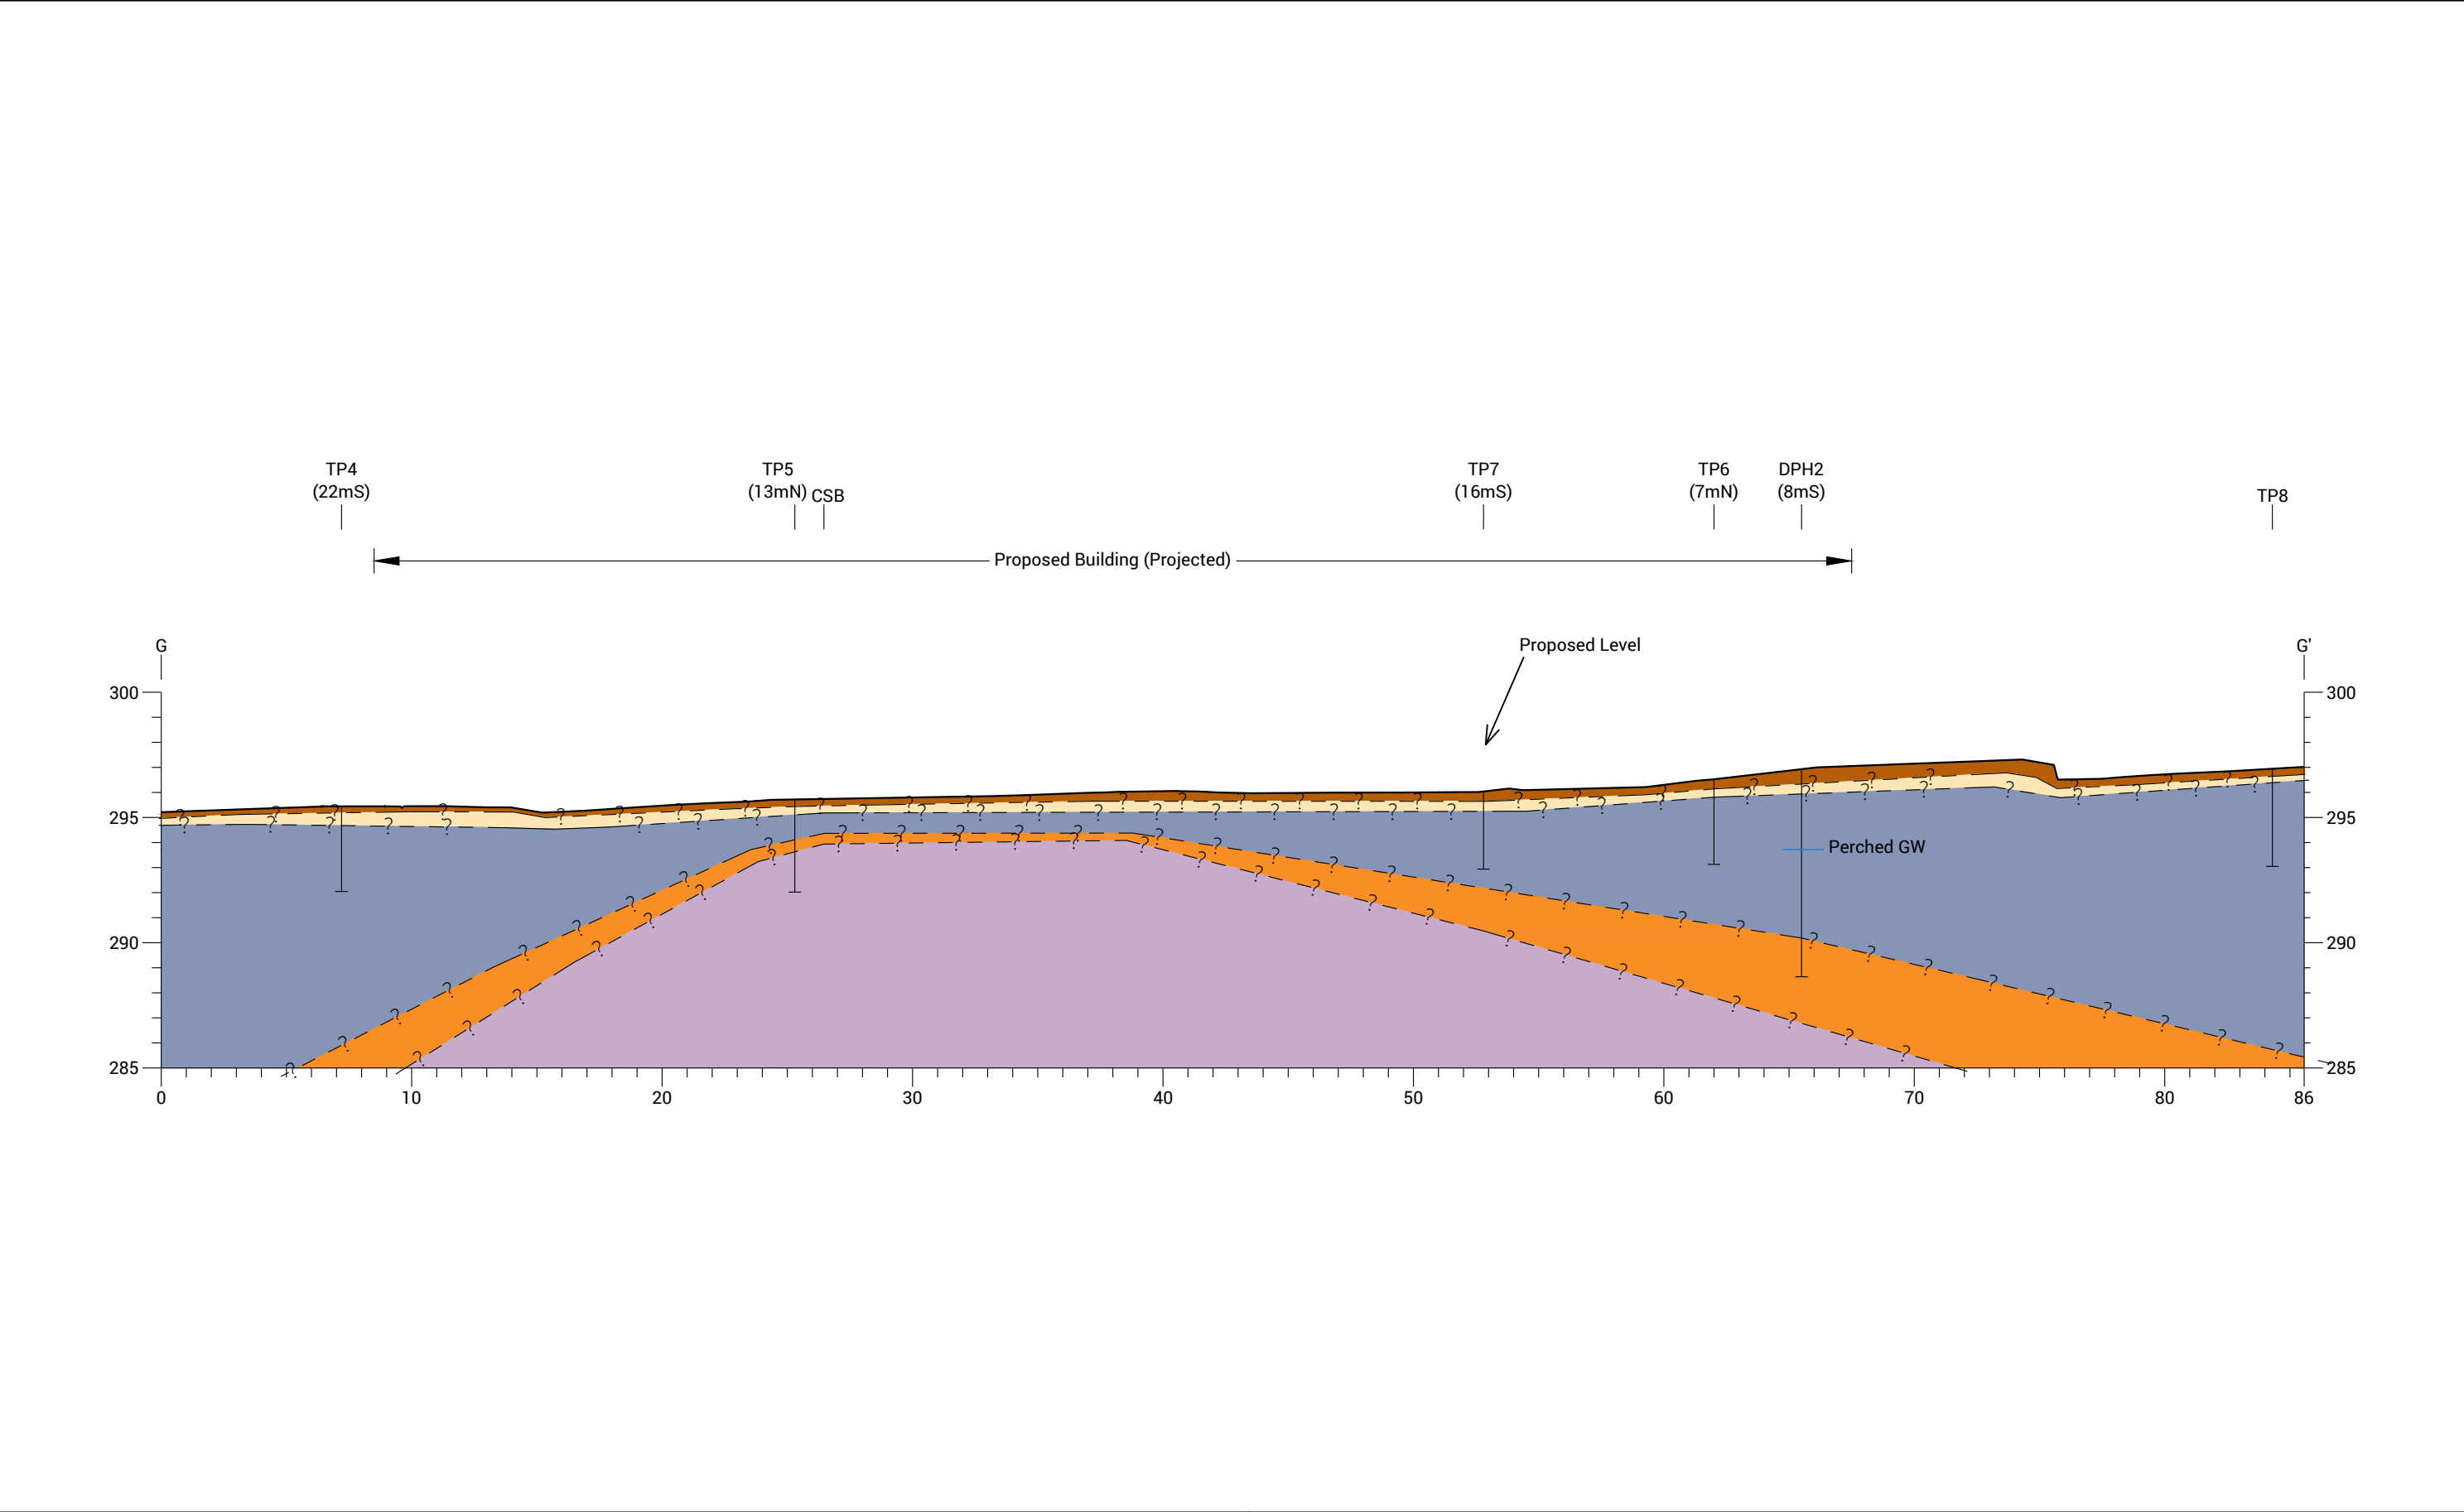 TP4
(22mS)
TP5
(13mN)
CSB
TP7
(16mS)
TP6
(7mN)
DPH2
(8mS)
TP8
Proposed Building (Projected)
G
Proposed Level
G'
300
300
295
295
Perched GW
290
290
285
285
0
10
20
30
40
50
60
70
80
86